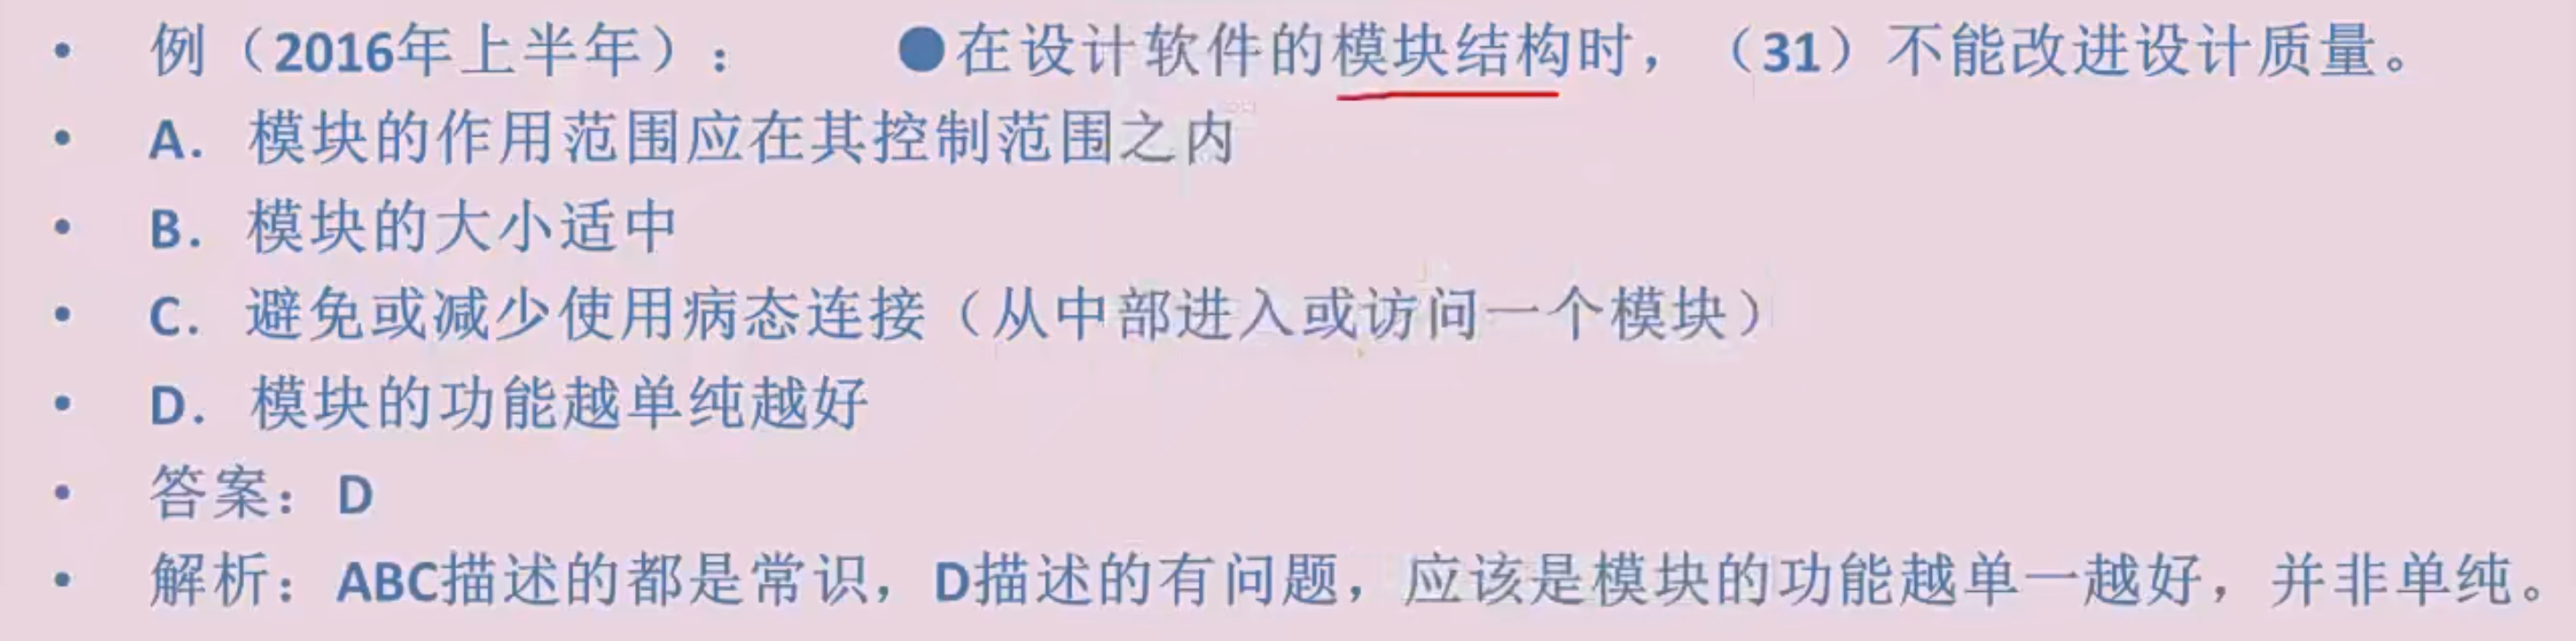 • 例（2016年上半年）： ●在设计软件的模块结构时，（31）不能改进设计质量。
• A. 模块的作用范围应在其控制范围之内
• B. 模块的大小适中
• C. 避免或减少使用病态连接（从中部进入或访问一个模块）
• D. 模块的功能越单纯越好
• 答案：D
• 解析：ABC描述的都是常识，D描述的有问题，应该是模块的功能越单一越好，并非单纯。